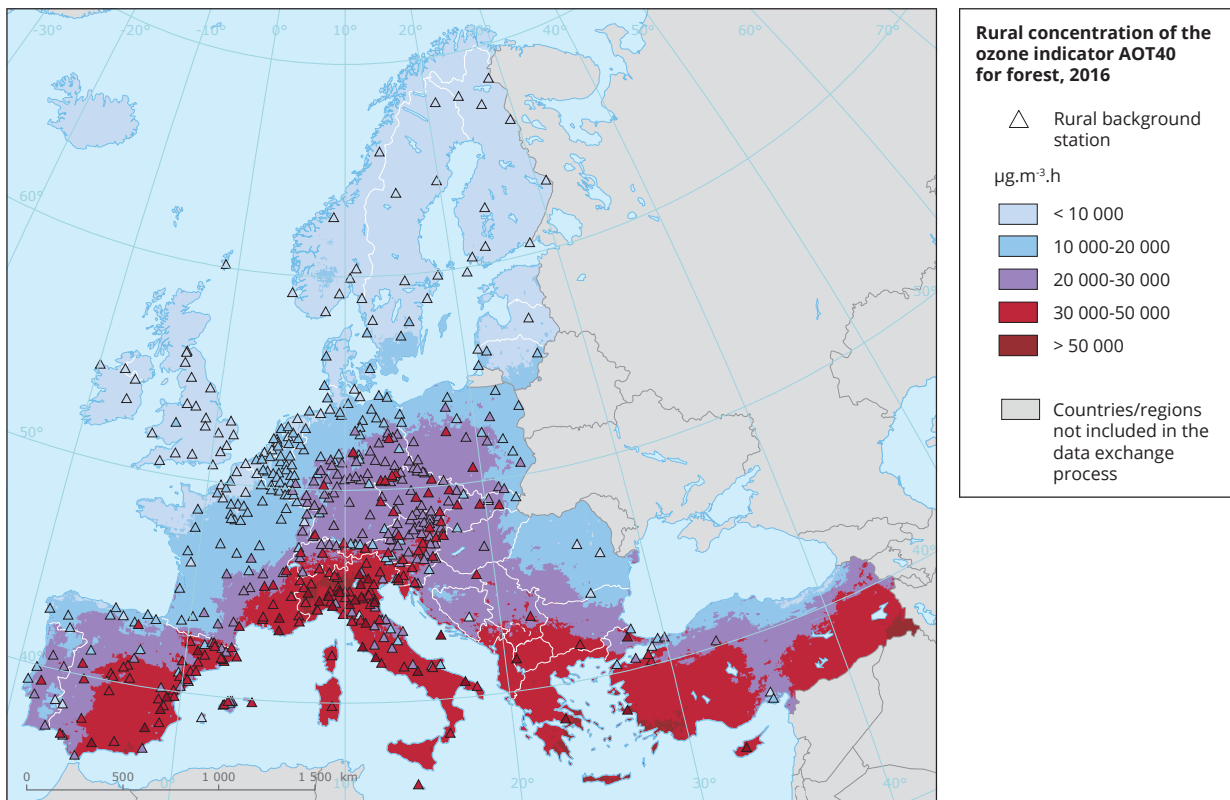 -30°
-20°
-10°
0°
10°
20°
30°
40°
50°
60°
70°
60°
50°
50°
40°
40°
0
500
1 000
1 500 km
0°
10°
20°
30°
Rural concentration of the
ozone indicator AOT40
for forest, 2016
Rural background
station
µg.m⁻³.h
< 10 000
10 000-20 000
20 000-30 000
30 000-50 000
> 50 000
Countries/regions
not included in the
data exchange
process